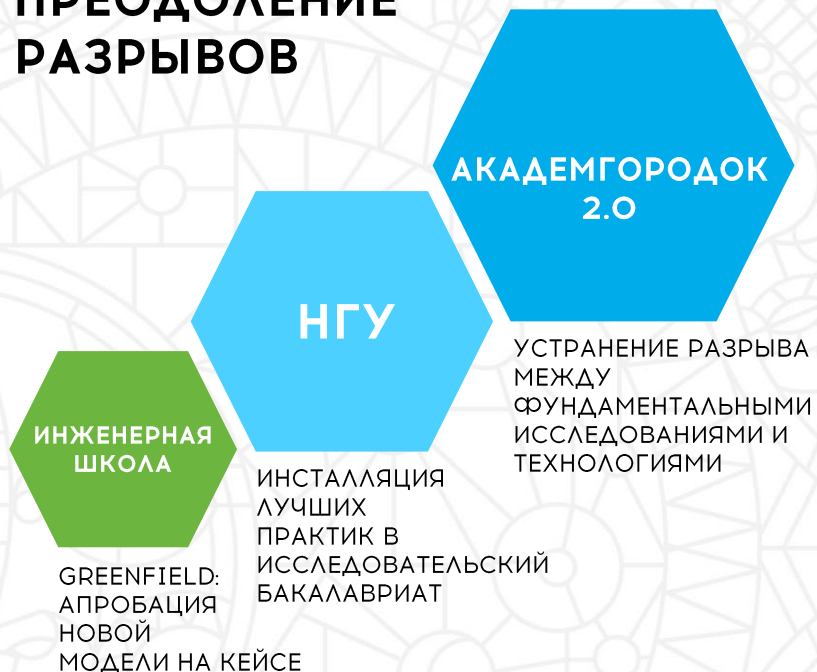 ПРЕОДОЛЕНИЕ
РАЗРЫВОВ
АКАДЕМГОРОДОК
2.0
УСТРАНЕНИЕ РАЗРЫВА
МЕЖДУ
ФУНДАМЕНТАЛЬНЫМИ
ИССЛЕДОВАНИЯМИ И
ТЕХНОЛОГИЯМИ
НГУ
ИНСТАЛЛЯЦИЯ
ЛУЧШИХ
ПРАКТИК В
ИССЛЕДОВАТЕЛЬСКИЙ
БАКАЛАВРИАТ
ИНЖЕНЕРНАЯ
ШКОЛА
GREENFIELD:
АПРОБАЦИЯ
НОВОЙ
МОДЕЛИ НА КЕЙСЕ